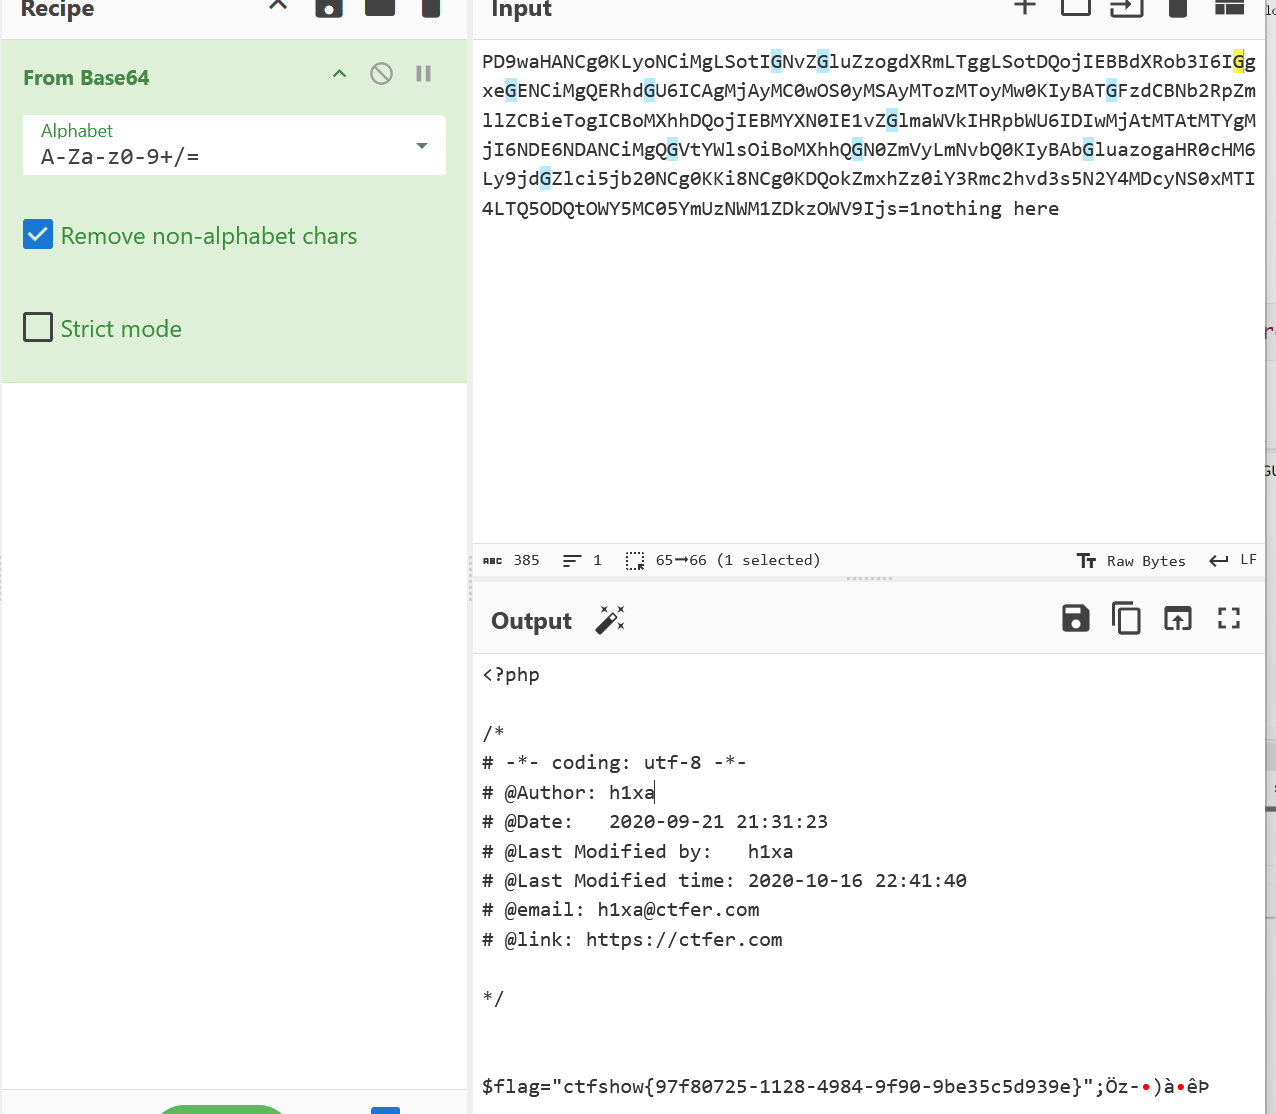 Recipe
Input
From Base64
Alphabet
A-Za-z0-9+/=
Remove non-alphabet chars
Strict mode
PD9waHANCg0KLyoNCiMgLSotIGNvZGluZzogdXRmLTggLSotDQojIEBBdXRob3I6IGg
xeGENCiMgQERhdGU6ICAgMjAyMC0wOS0yMSAyMTozMToyMw0KIyBATGFzdCBNb2RpZm
llZCBieTogICBoMXhhDQojIEBMYXN0IE1vZGlmaWVkIHRpbWU6IDIwMjAtMTAtMTYgM
jI6NDE6NDANCiMgQGVtYWlsOiBoMXhhQGN0ZmVyLmNvbQ0KIyBAbGluazogaHR0cHM6
Ly9jdGZlci5jb20NCg0KKi8NCg0KDQokZmxhZz0iY3Rmc2hvd3s5N2Y4MDcyNS0xMTI
4LTQ5ODQtOWY5MC05YmUzNWM1ZDkzOWV9Ijs=1nothing here
ABC 385 1 65→66 (1 selected) Raw Bytes LF
Output
<?php
/*
# -*- coding: utf-8 -*-
# @Author: h1xa
# @Date:   2020-09-21 21:31:23
# @Last Modified by:   h1xa
# @Last Modified time: 2020-10-16 22:41:40
# @email: h1xa@ctfer.com
# @link: https://ctfer.com
*/
$flag="ctfshow{97f80725-1128-4984-9f90-9be35c5d939e}";Öz-•)à•êÞ